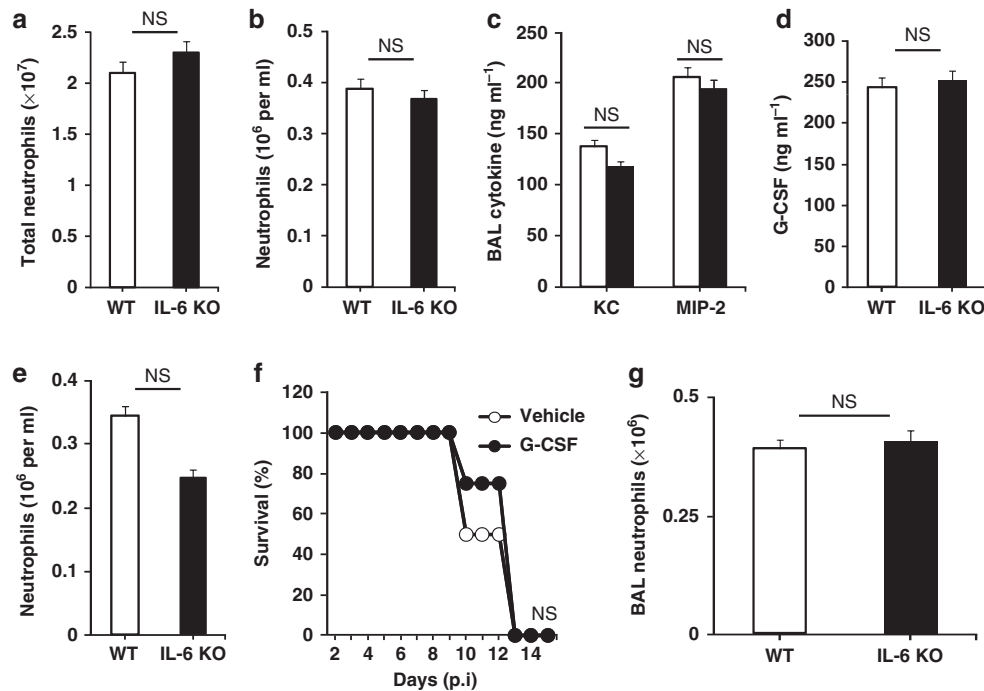 a
NS
Total neutrophils (×10⁷)
2.5
2
1.5
1
0.5
0
WT IL-6 KO
b
NS
Neutrophils (10⁶ per ml)
0.5
0.4
0.3
0.2
0.1
0
WT IL-6 KO
c
NS
NS
BAL cytokine (ng ml⁻¹)
250
200
150
100
50
0
KC MIP-2
d
NS
G-CSF (ng ml⁻¹)
300
250
200
150
100
50
0
WT IL-6 KO
e
NS
Neutrophils (10⁶ per ml)
0.4
0.3
0.2
0.1
0
WT IL-6 KO
f
Vehicle
G-CSF
Survival (%)
120
100
80
60
40
20
0
NS
2 4 6 8 10 12 14
Days (p.i)
g
NS
BAL neutrophils (×10⁶)
0.5
0.25
0
WT IL-6 KO